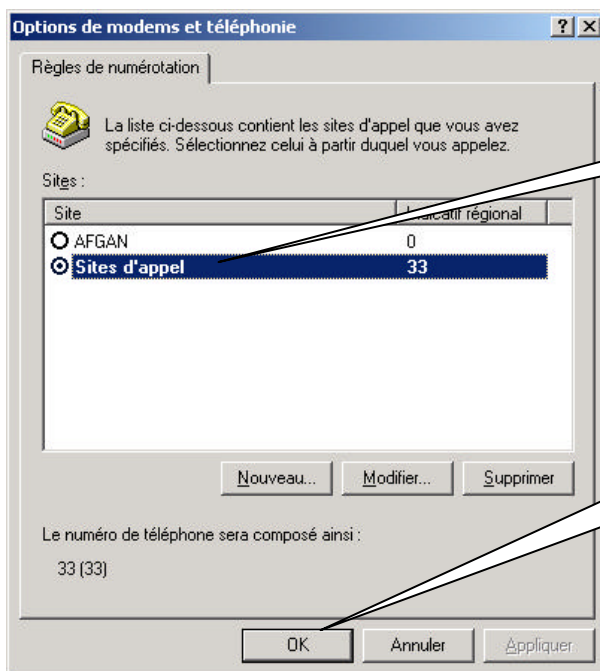 Options de modems et téléphonie
Règles de numérotation
La liste ci-dessous contient les sites d'appel que vous avez
spécifiés. Sélectionnez celui à partir duquel vous appelez.
Sites :
Site Indicatif régional
AFGAN 0
Sites d'appel 33
Nouveau... Modifier... Supprimer
Le numéro de téléphone sera composé ainsi :
33 (33)
OK Annuler Appliquer